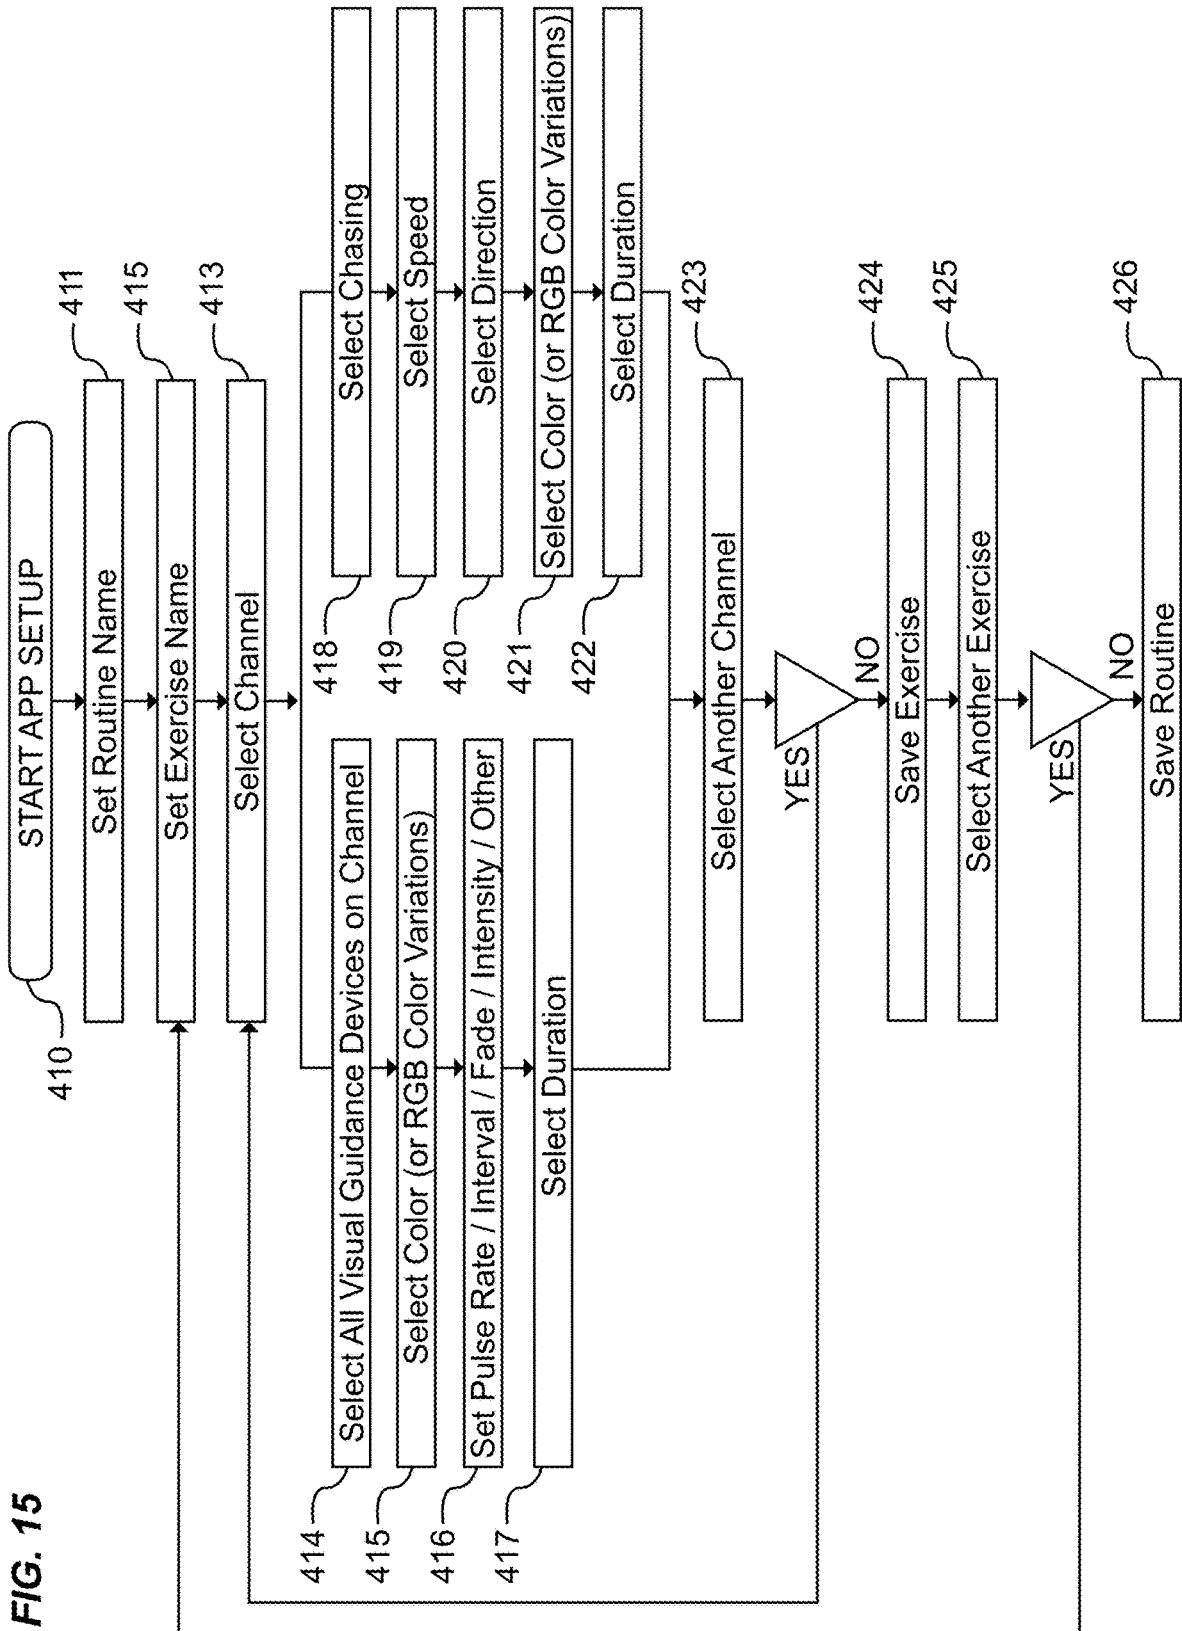 FIG. 15
START APP SETUP
410
Set Routine Name
411
Set Exercise Name
415
Select Channel
413
Select All Visual Guidance Devices on Channel
414
Select Color (or RGB Color Variations)
415
Set Pulse Rate / Interval / Fade / Intensity / Other
416
Select Duration
417
Select Chasing
418
Select Speed
419
Select Direction
420
Select Color (or RGB Color Variations)
421
Select Duration
422
Select Another Channel
423
YES
NO
Save Exercise
424
Select Another Exercise
425
YES
NO
Save Routine
426